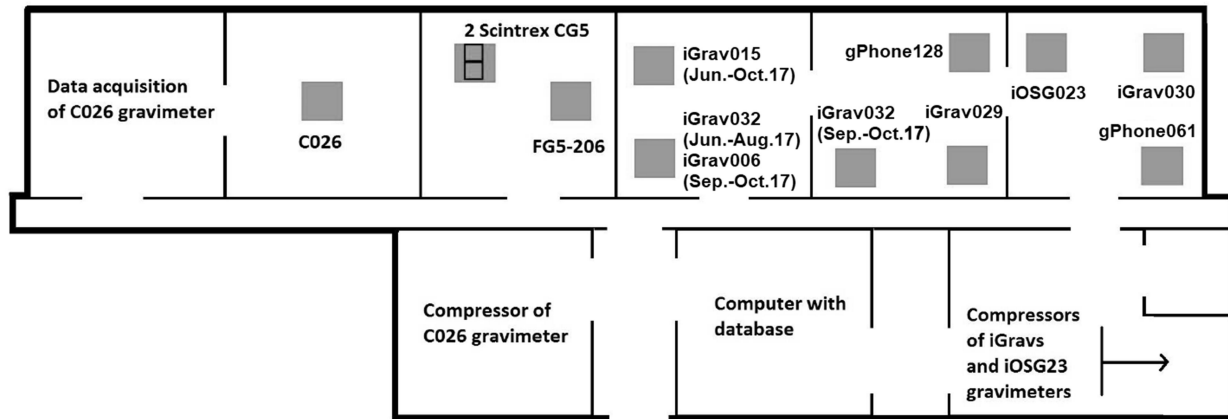 Data acquisition
of C026 gravimeter
C026
2 Scintrex CG5
FG5-206
iGrav015
(Jun.-Oct.17)
iGrav032
(Jun.-Aug.17)
iGrav006
(Sep.-Oct.17)
gPhone128
iGrav032
(Sep.-Oct.17)
iGrav029
iOSG023
iGrav030
gPhone061
Compressor of
C026 gravimeter
Computer with
database
Compressors
of iGravs
and iOSG23
gravimeters